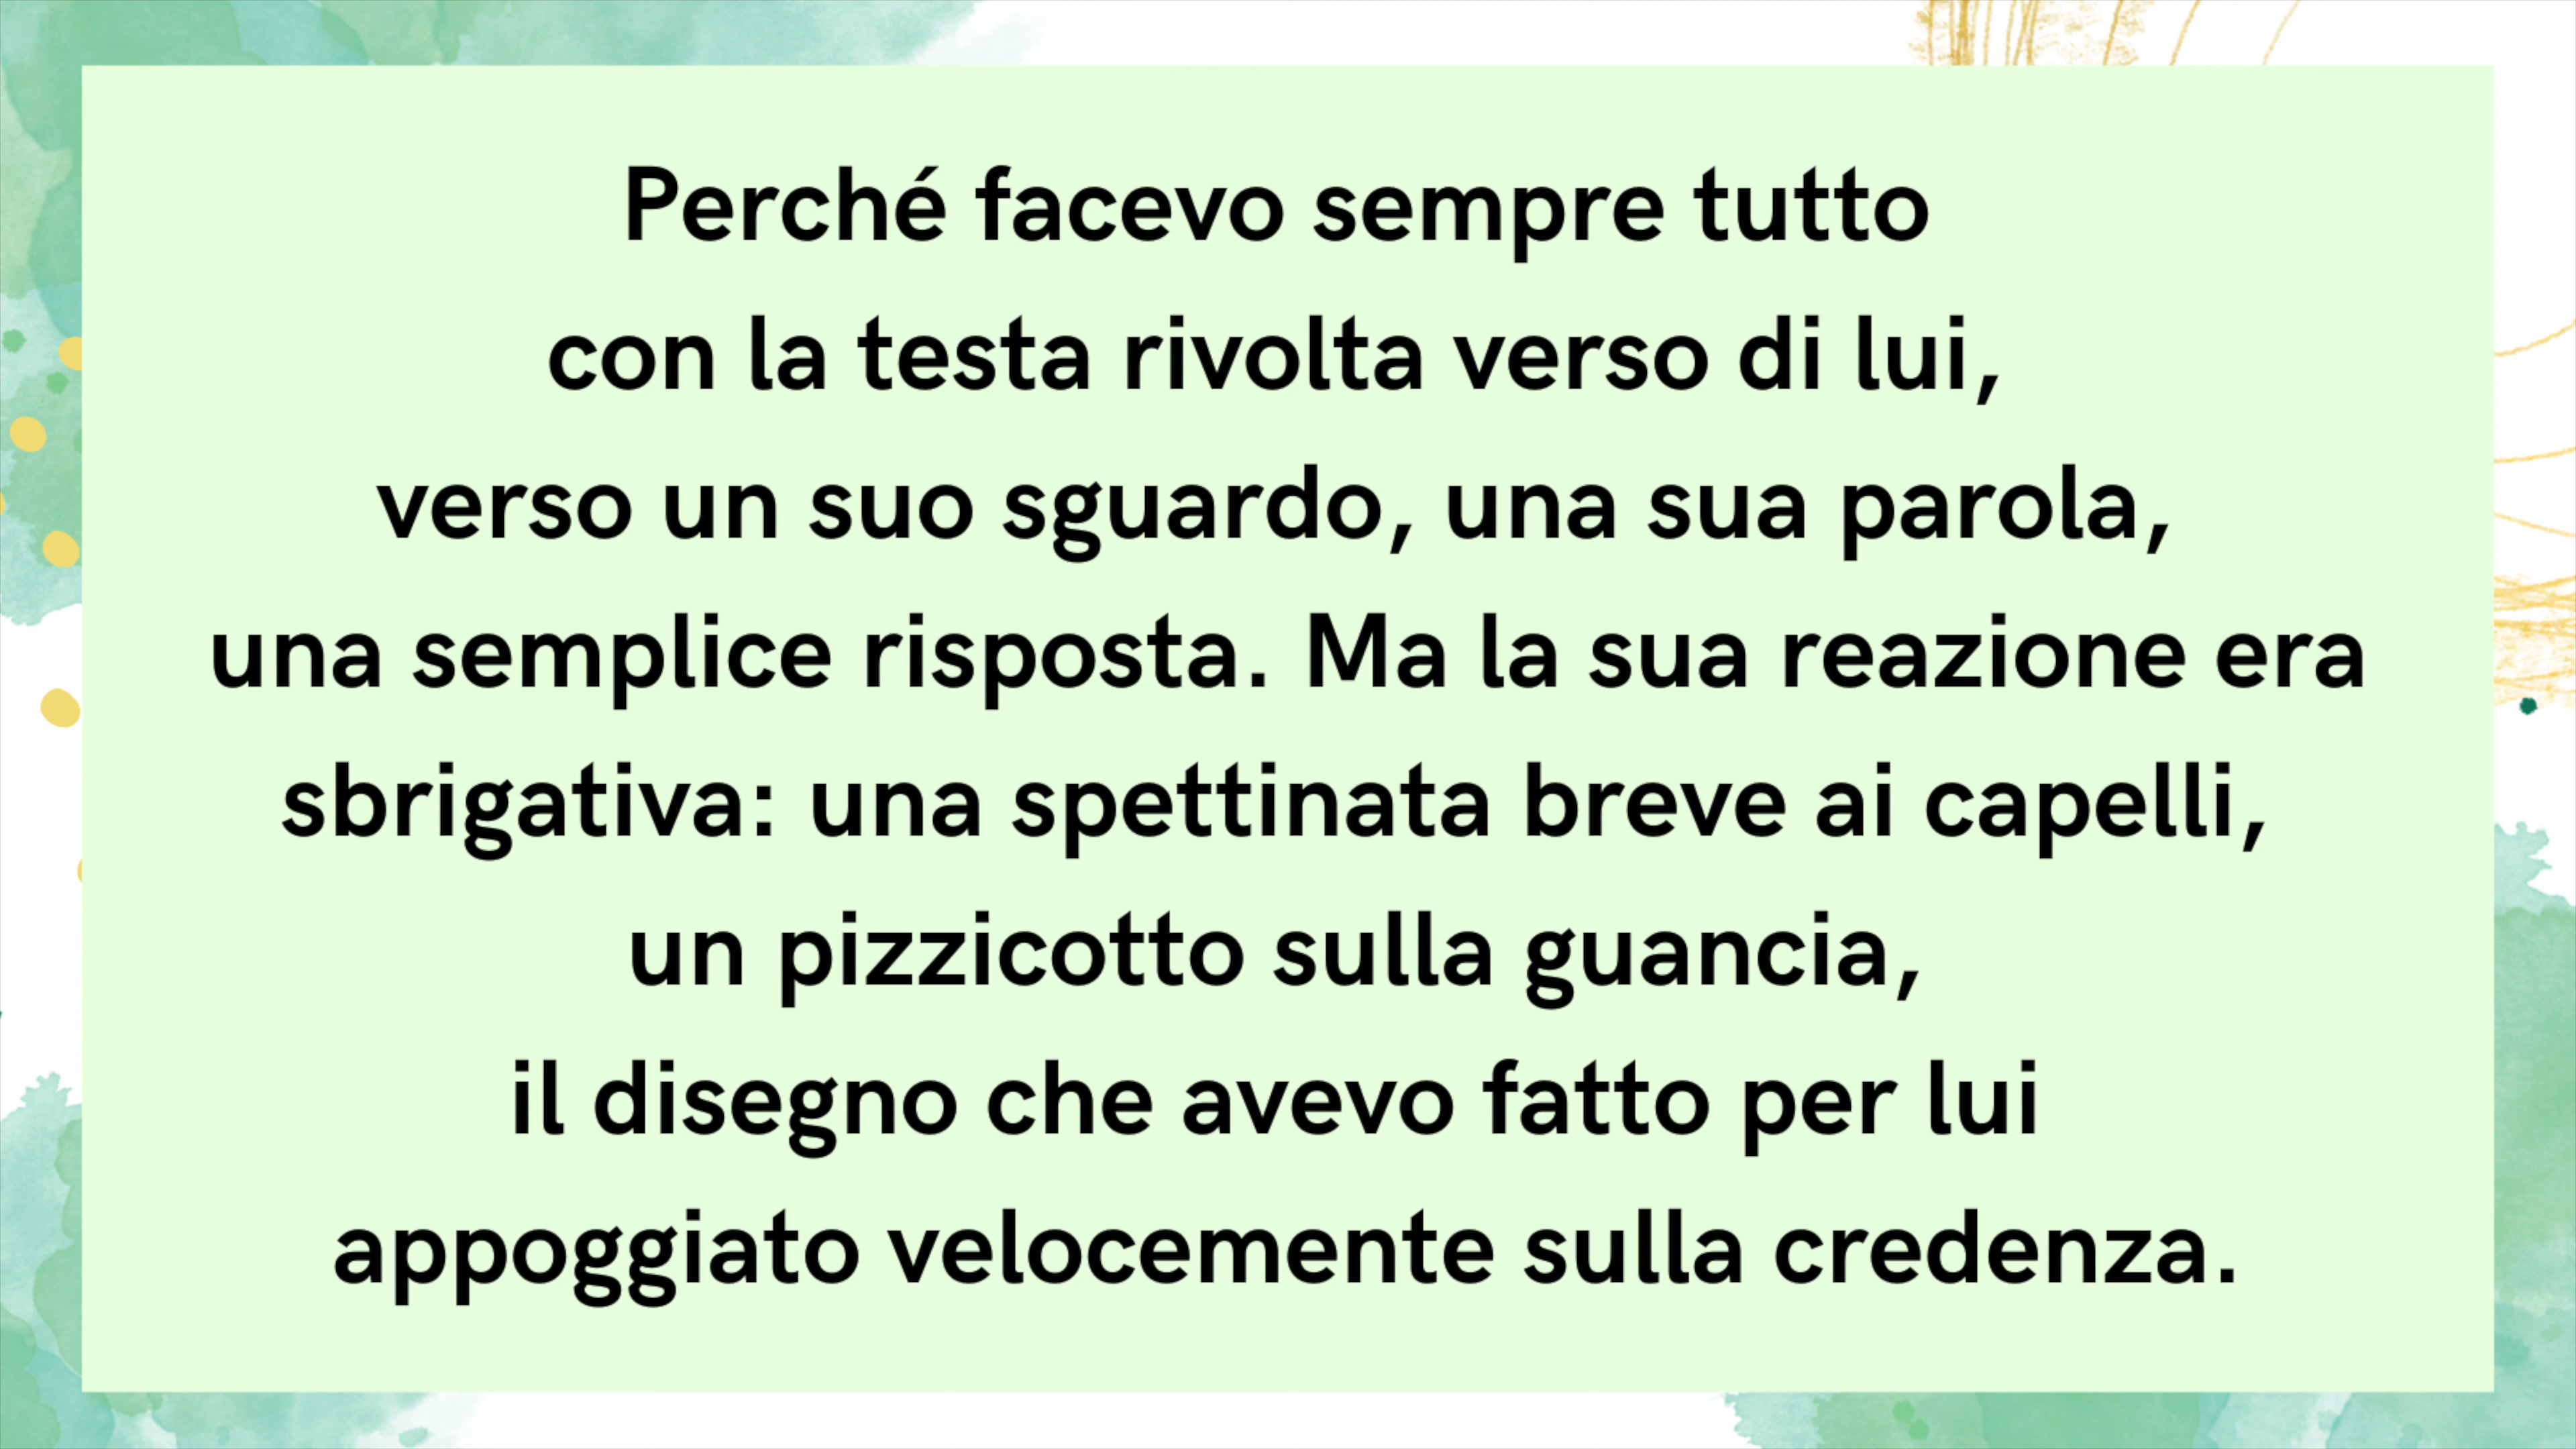 Perché facevo sempre tutto
con la testa rivolta verso di lui,
verso un suo sguardo, una sua parola,
una semplice risposta. Ma la sua reazione era
sbrigativa: una spettinata breve ai capelli,
un pizzicotto sulla guancia,
il disegno che avevo fatto per lui
appoggiato velocemente sulla credenza.